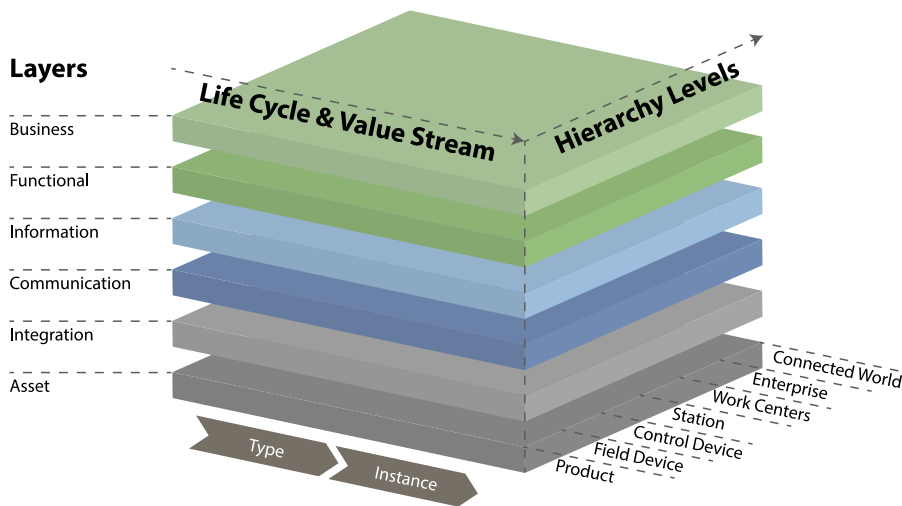 Layers
Life Cycle & Value Stream
Hierarchy Levels
Business
Functional
Information
Communication
Integration
Asset
Connected World
Enterprise
Work Centers
Station
Control Device
Field Device
Product
Type
Instance